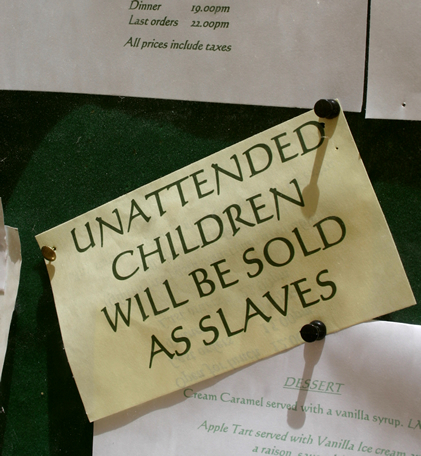 Dinner 19.00pm
Last orders 22.00pm
All prices include taxes
UNATTENDED
CHILDREN
WILL BE SOLD
AS SLAVES
DESSERT
Cream Caramel served with a vanilla syrup.
Apple Tart served with Vanilla Ice cream
a raison